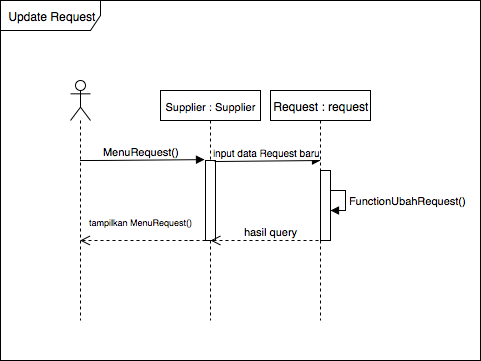 Update Request
Supplier : Supplier
Request : request
MenuRequest()
input data Request baru
FunctionUbahRequest()
tampilkan MenuRequest()
hasil query